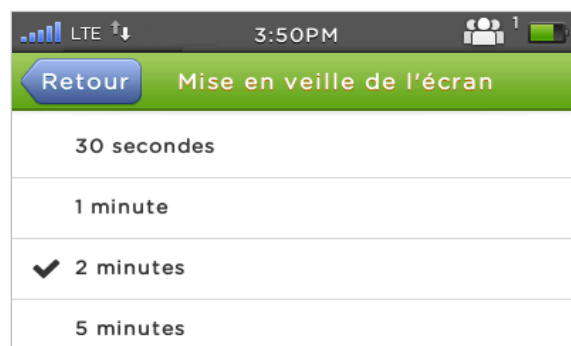 LTE 3:50PM 1
Retour Mise en veille de l'écran
30 secondes
1 minute
2 minutes
5 minutes